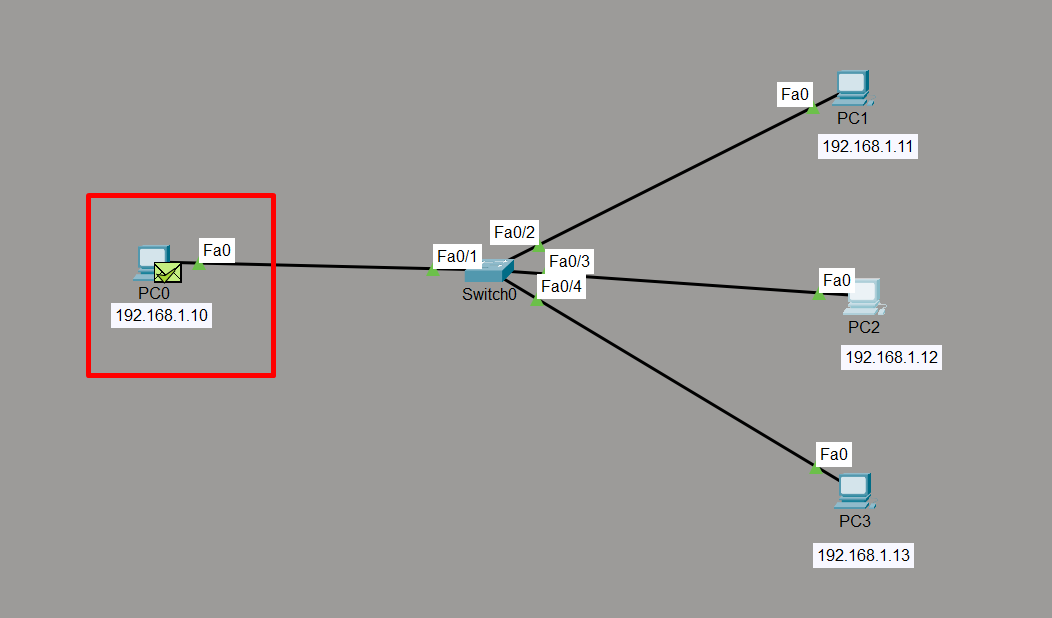 Fa0
PC1
192.168.1.11
Fa0/2
Fa0
Fa0/1
Fa0/3
Fa0/4
Switch0
PC0
192.168.1.10
Fa0
PC2
192.168.1.12
Fa0
PC3
192.168.1.13